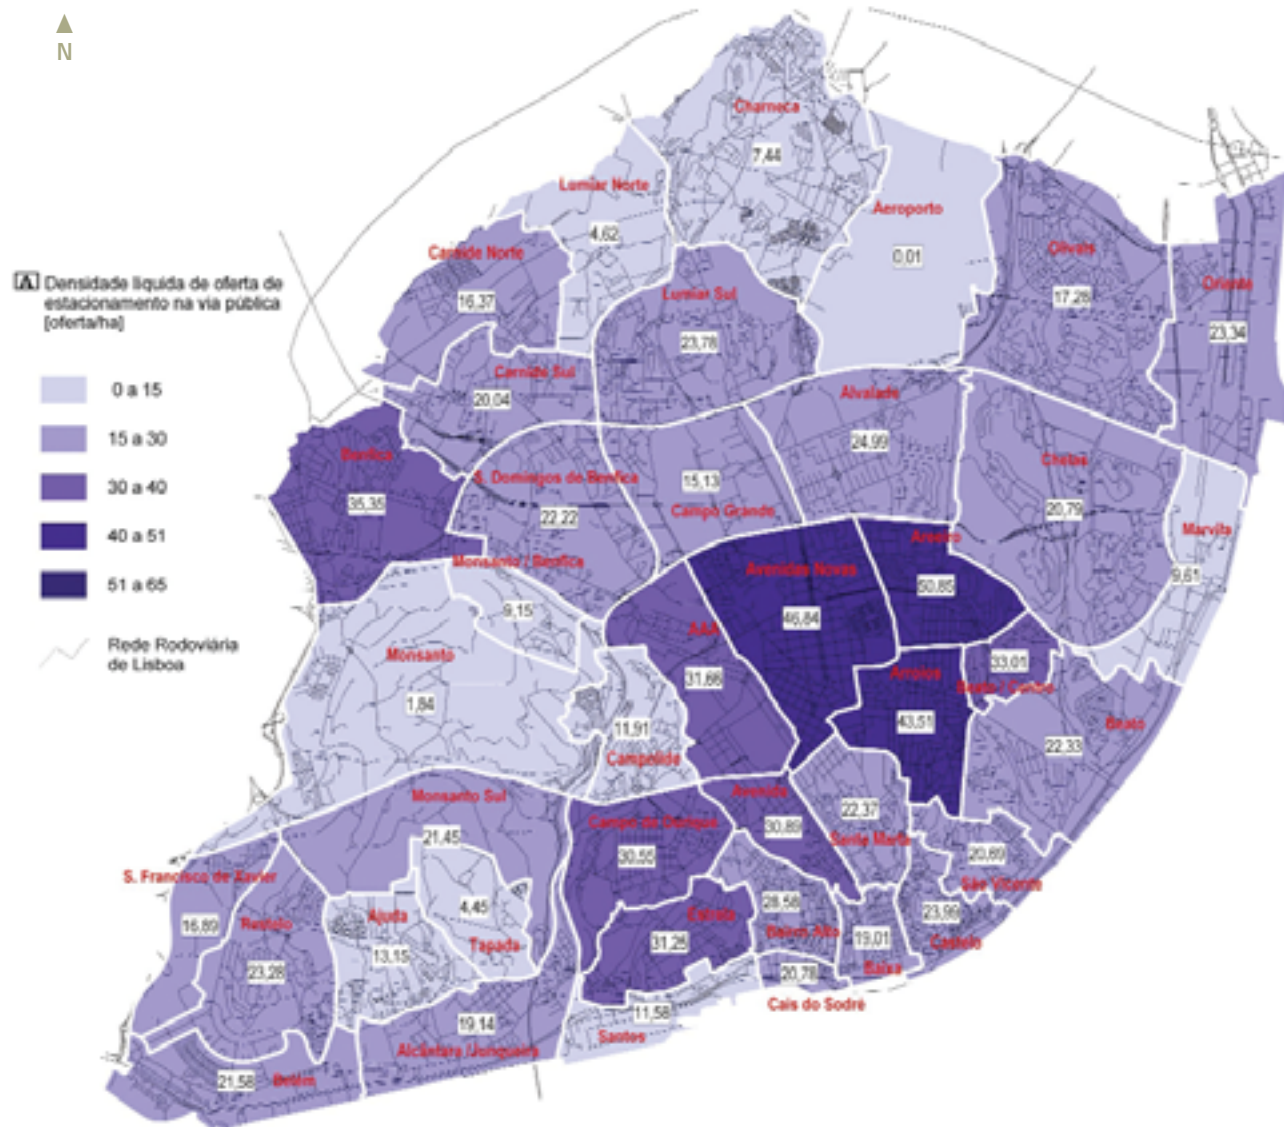 N
Charneca
7,44
Lumiar Norte
4,62
Aeroporto
0,01
Carnide Norte
16,37
Olivais
17,28
Oriente
23,34
A Densidade líquida de oferta de
estacionamento na via pública
[oferta/ha]
0 a 15
15 a 30
30 a 40
40 a 51
51 a 65
Rede Rodoviária
de Lisboa
Lumiar Sul
23,78
Carnide Sul
20,04
Alvalade
24,99
Benfica
35,35
S. Domingos de Benfica
22,22
15,13
Campo Grande
Chelas
20,79
Marvila
9,61
Monsanto / Benfica
9,15
Avenidas Novas
46,84
Areeiro
50,85
AAA
31,66
Monsanto
1,84
33,01
Arroios
43,51
Beato
22,33
11,91
Campolide
Monsanto Sul
21,45
Campo de Ourique
30,55
Avenida
30,89
22,37
Santa Marta
20,69
São Vicente
S. Francisco de Xavier
16,89
Restelo
23,28
Ajuda
13,15
4,45
Tapada
Estrela
31,25
28,58
Bairro Alto
19,01
Baixa
23,99
Castelo
20,78
Cais do Sodré
11,58
Santos
19,14
Alcântara /Junqueira
21,58
Belém